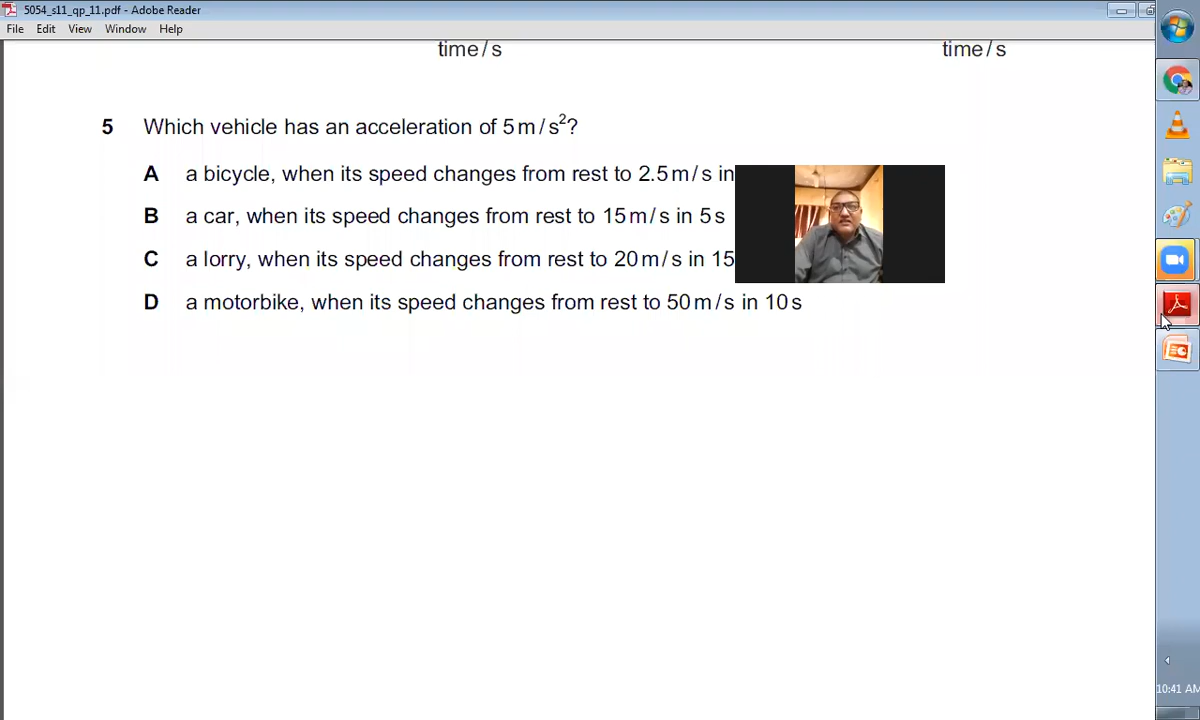 5054_s11_qp_11.pdf - Adobe Reader
File Edit View Window Help
time / s time / s
5 Which vehicle has an acceleration of 5 m / s²?
A a bicycle, when its speed changes from rest to 2.5 m / s in
B a car, when its speed changes from rest to 15 m / s in 5 s
C a lorry, when its speed changes from rest to 20 m / s in 15
D a motorbike, when its speed changes from rest to 50 m / s in 10 s
10:41 AM